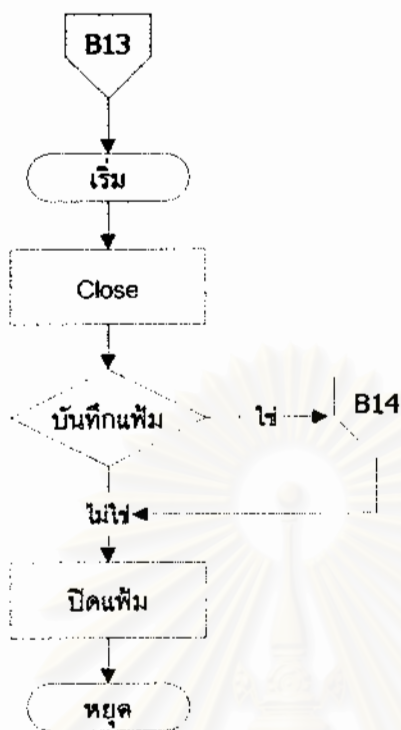 B13
เริ่ม
Close
บันทึกแฟ้ม
ใช่
B14
ไม่ใช่
ปิดแฟ้ม
หยุด